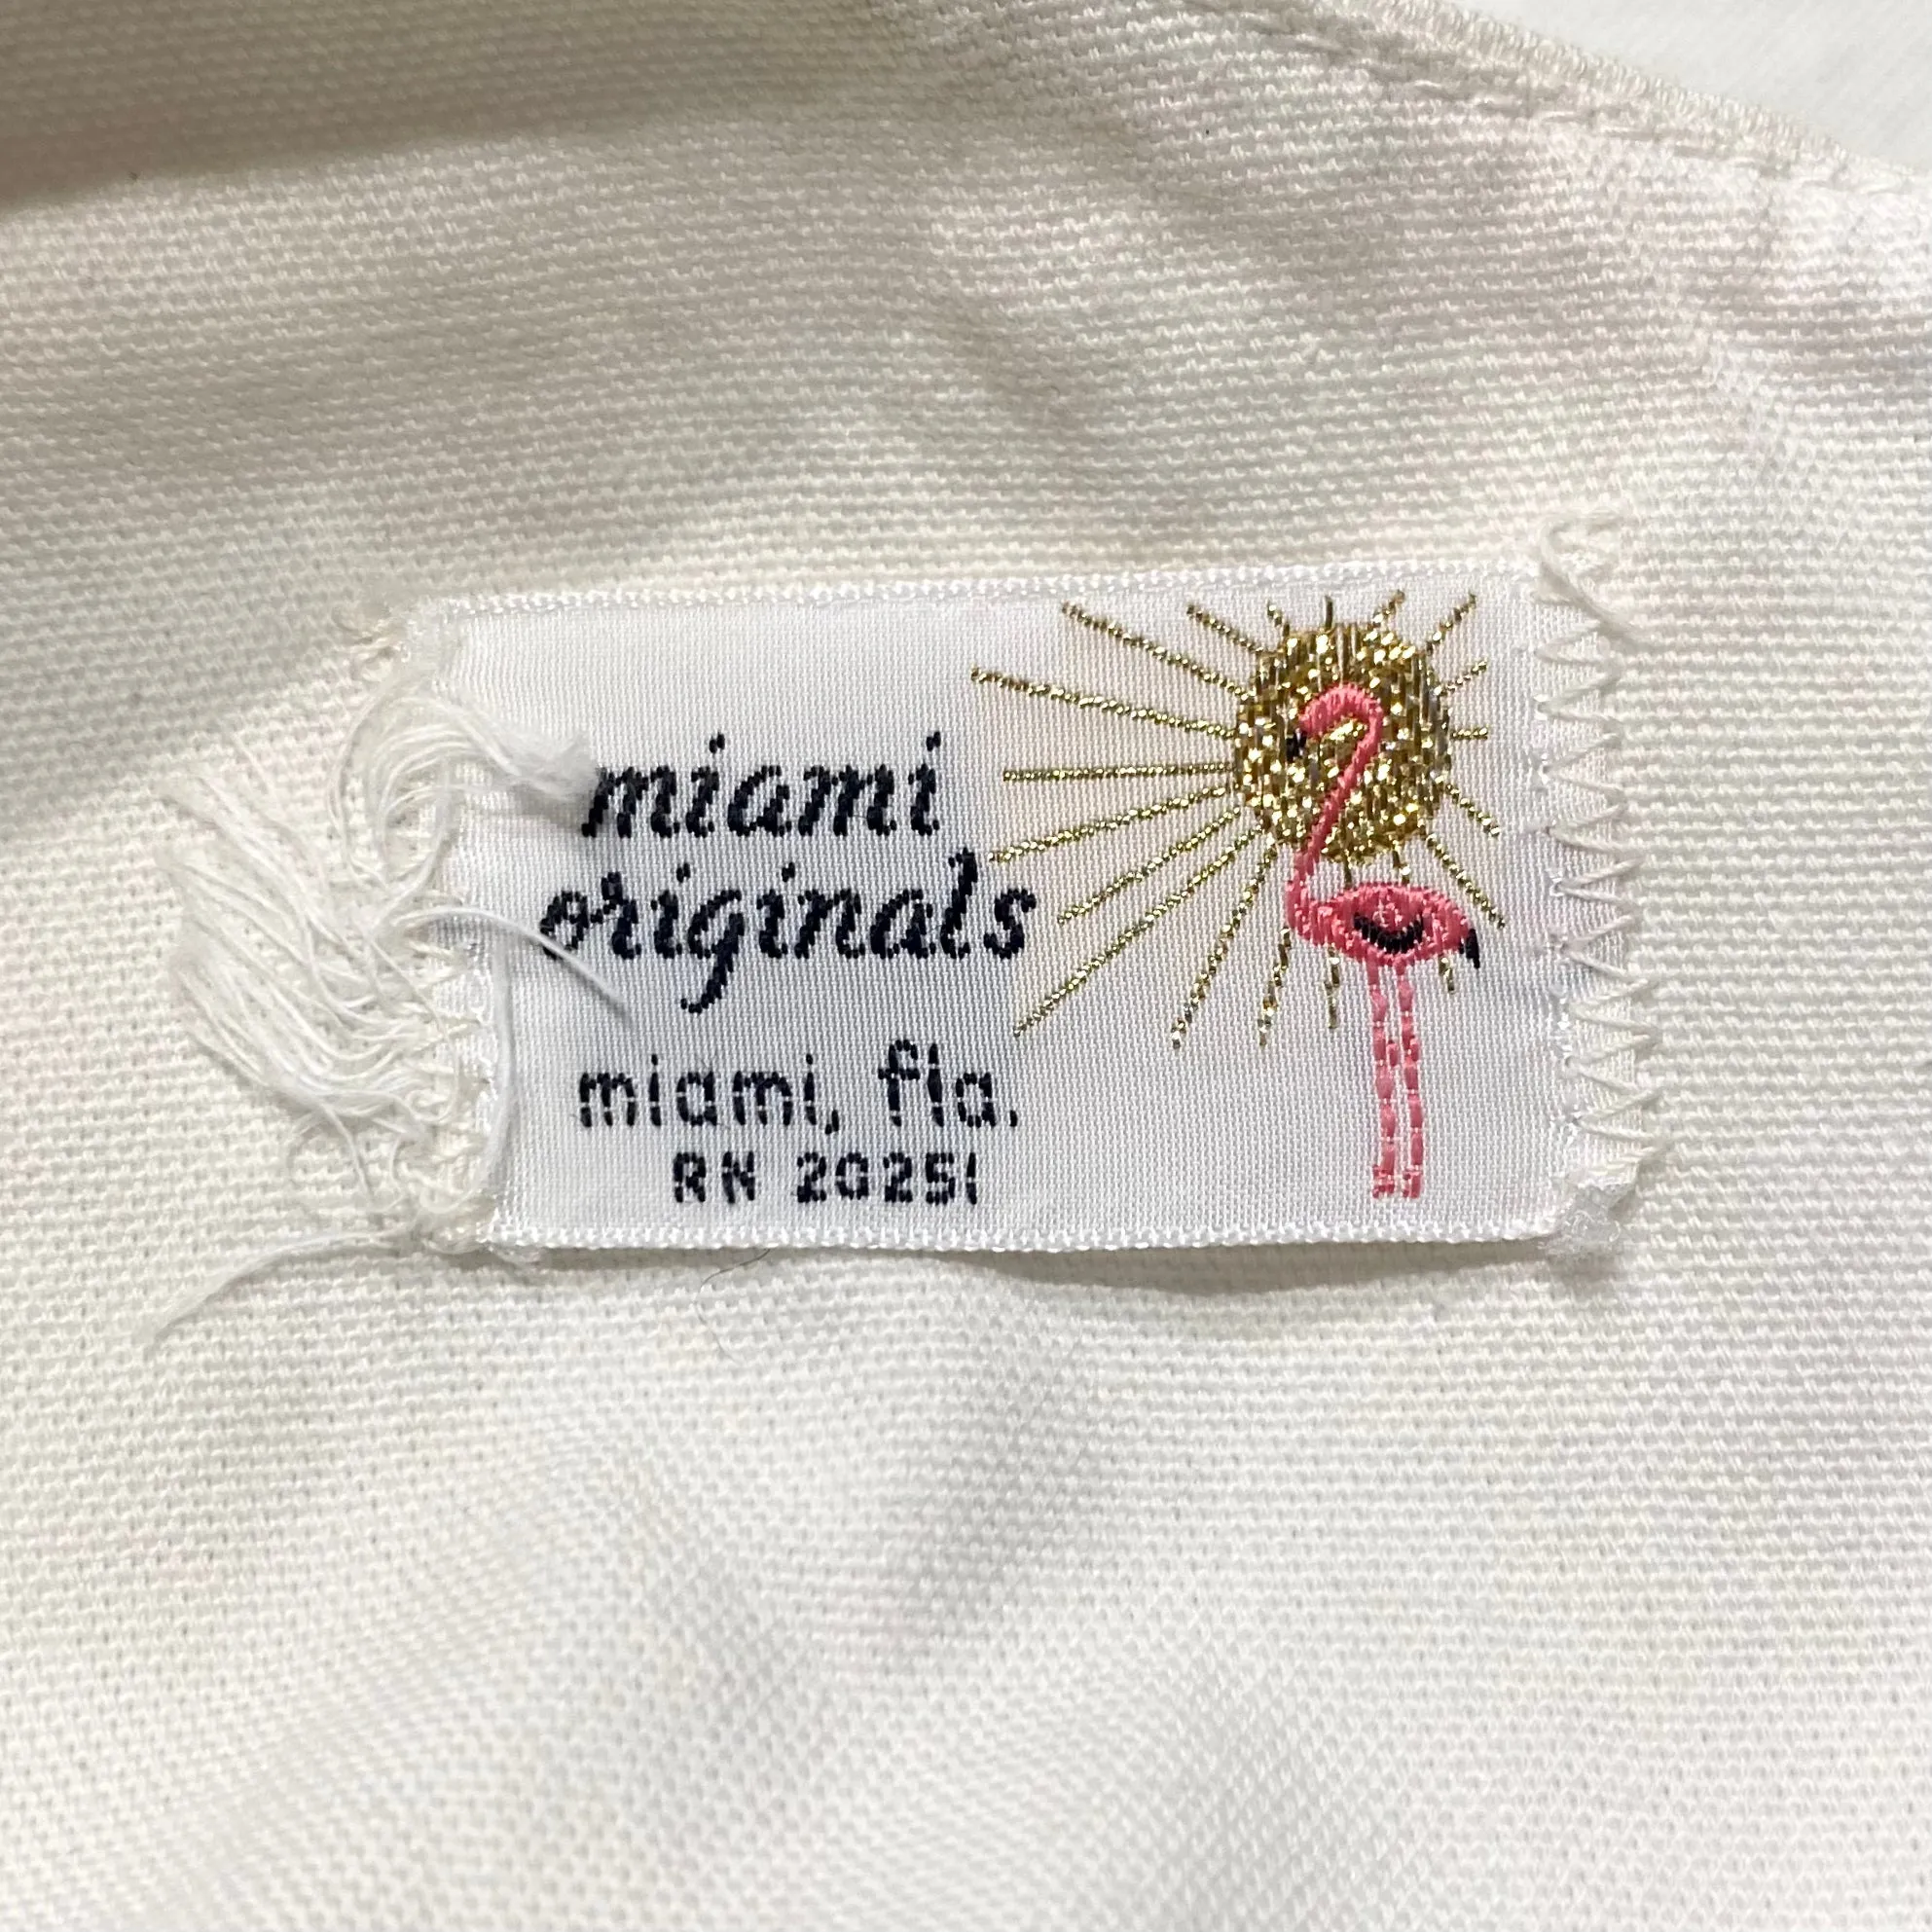 miami
originals
miami, fla.
RN 20251